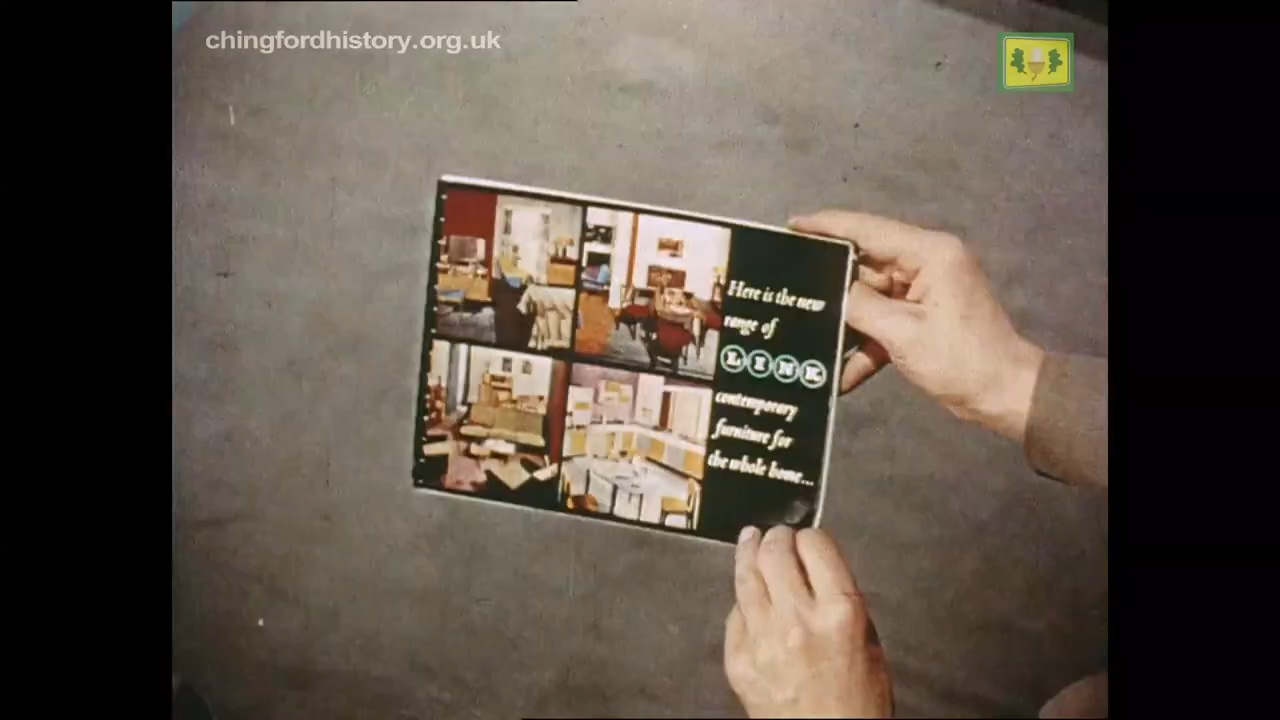 chingfordhistory.org.uk
Here is the new
range of
LINK
contemporary
furniture for
the whole home...